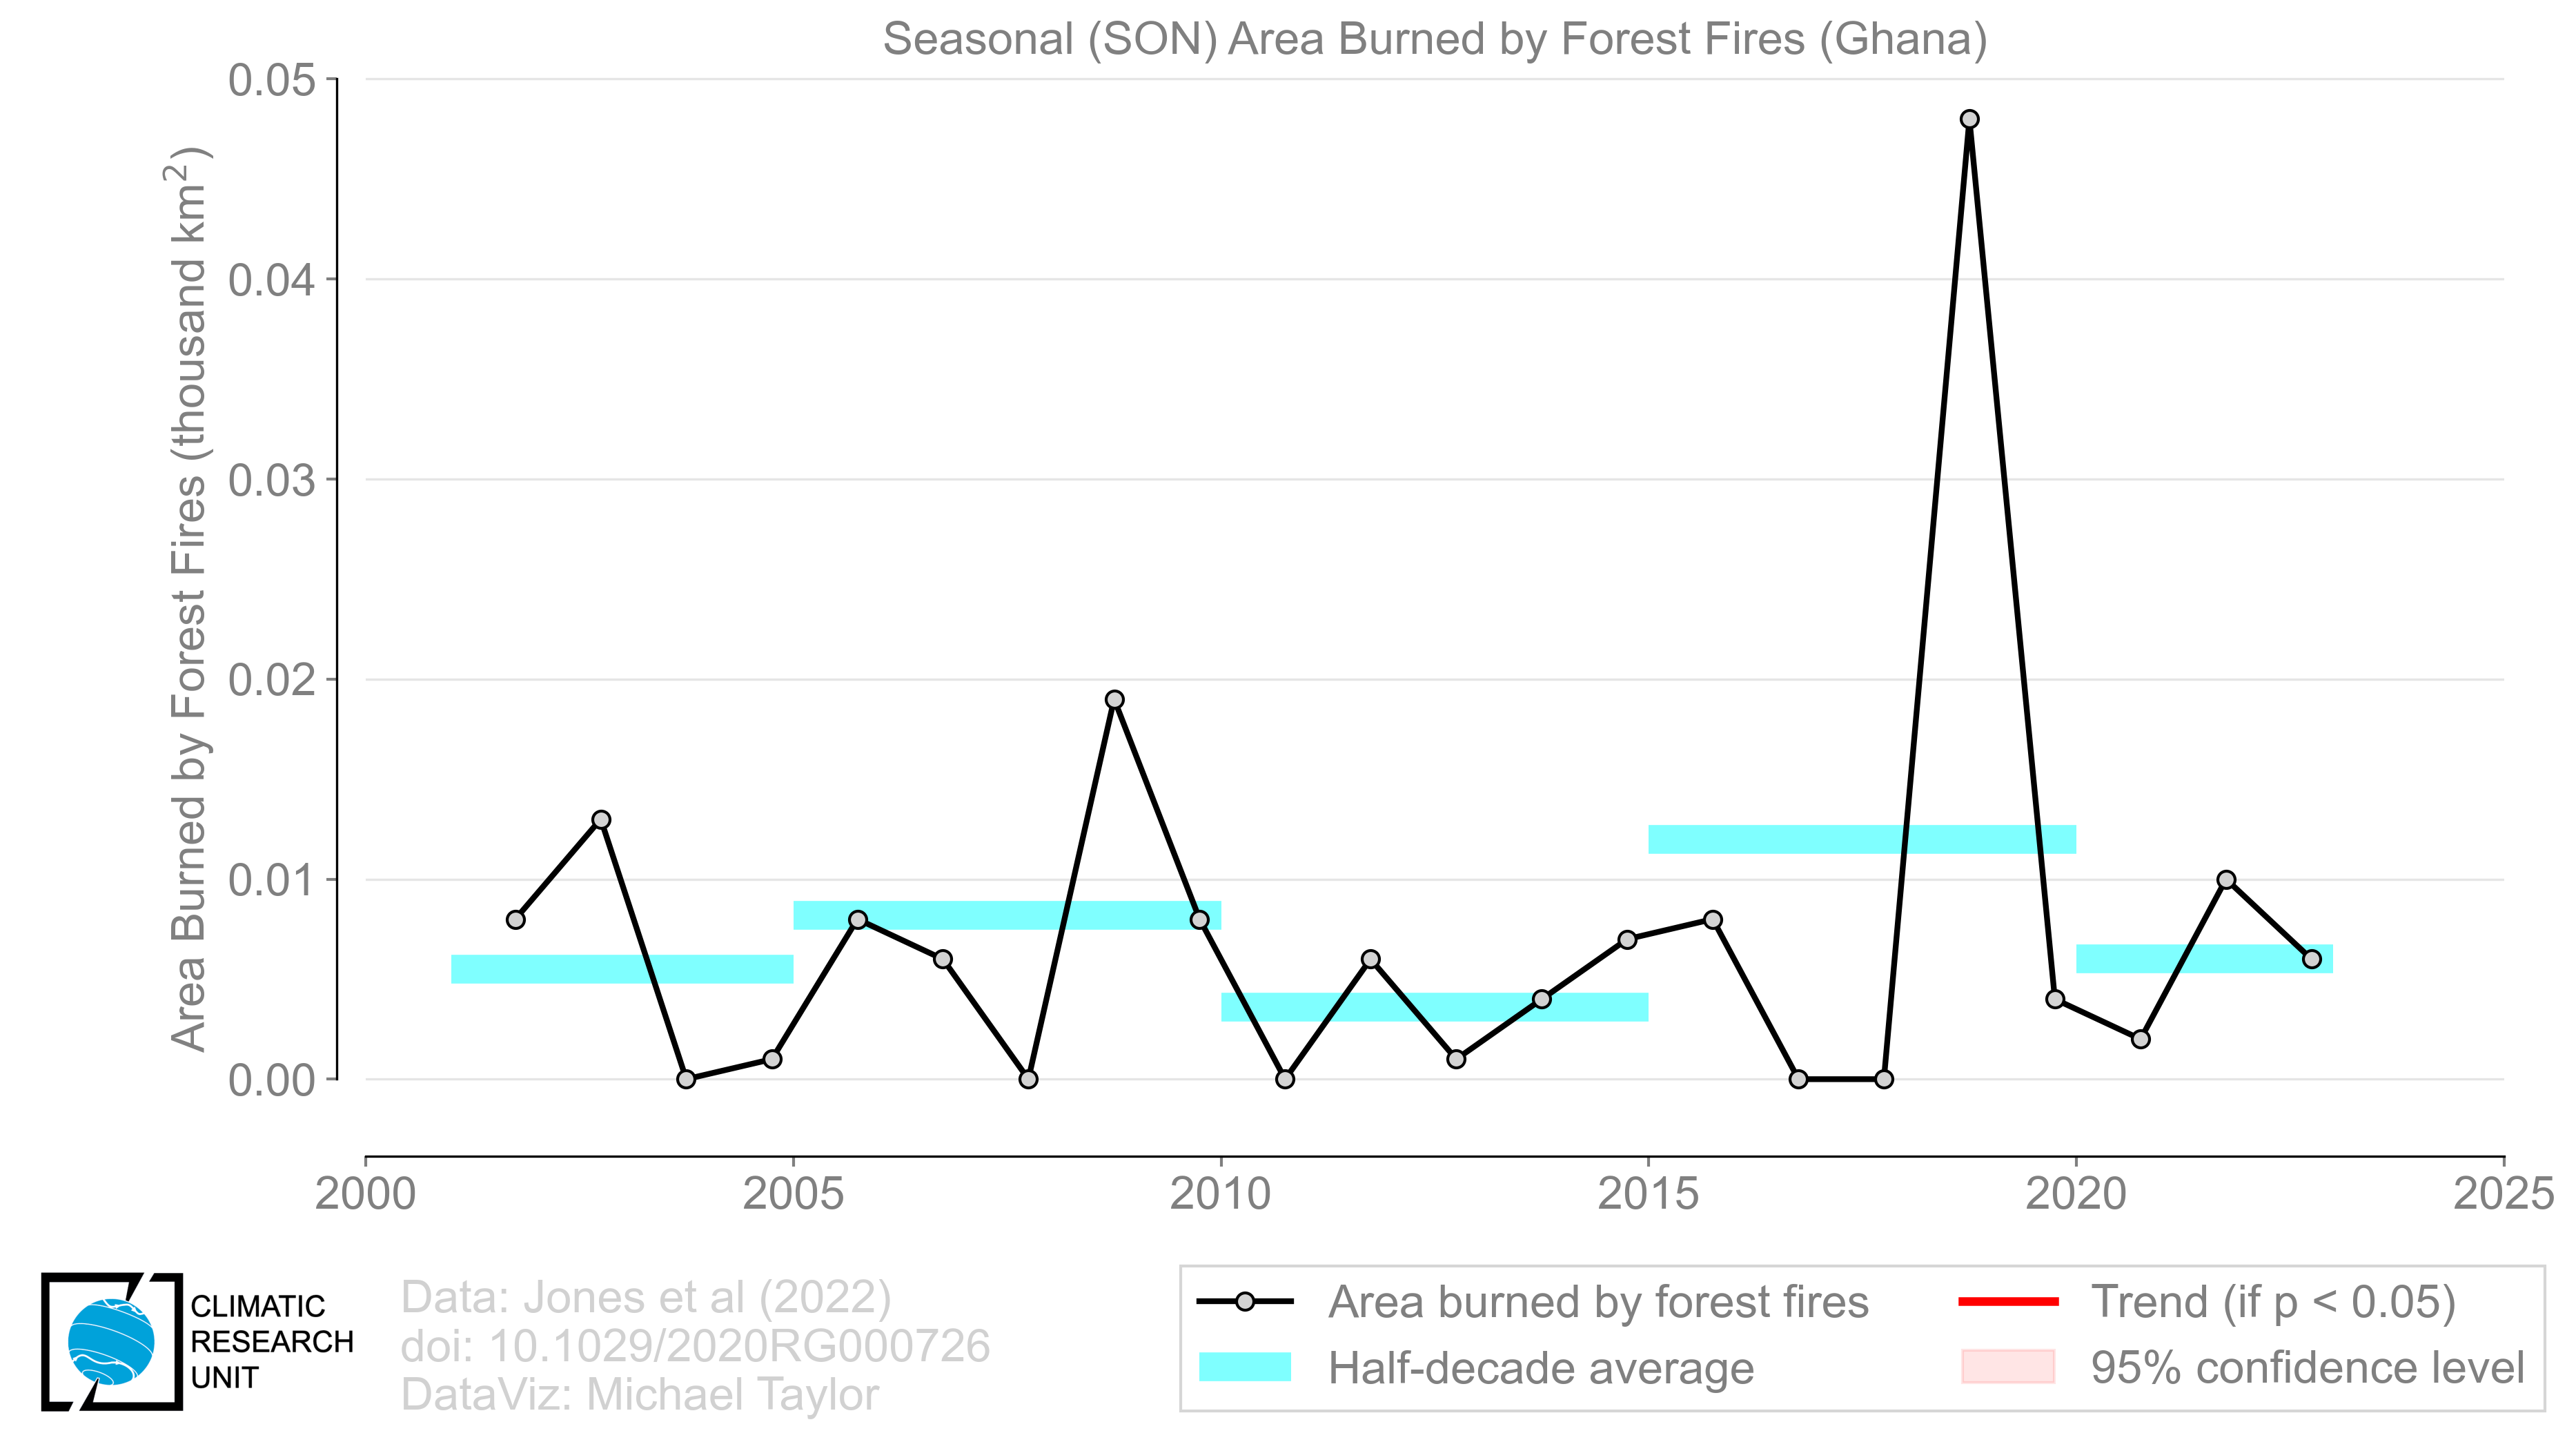 Seasonal (SON) Area Burned by Forest Fires (Ghana)
Area Burned by Forest Fires (thousand km²)
0.05
0.04
0.03
0.02
0.01
0.00
2000 2005 2010 2015 2020 2025
CLIMATIC
RESEARCH
UNIT
Data: Jones et al (2022)
doi: 10.1029/2020RG000726
DataViz: Michael Taylor
Area burned by forest fires
Half-decade average
Trend (if p < 0.05)
95% confidence level